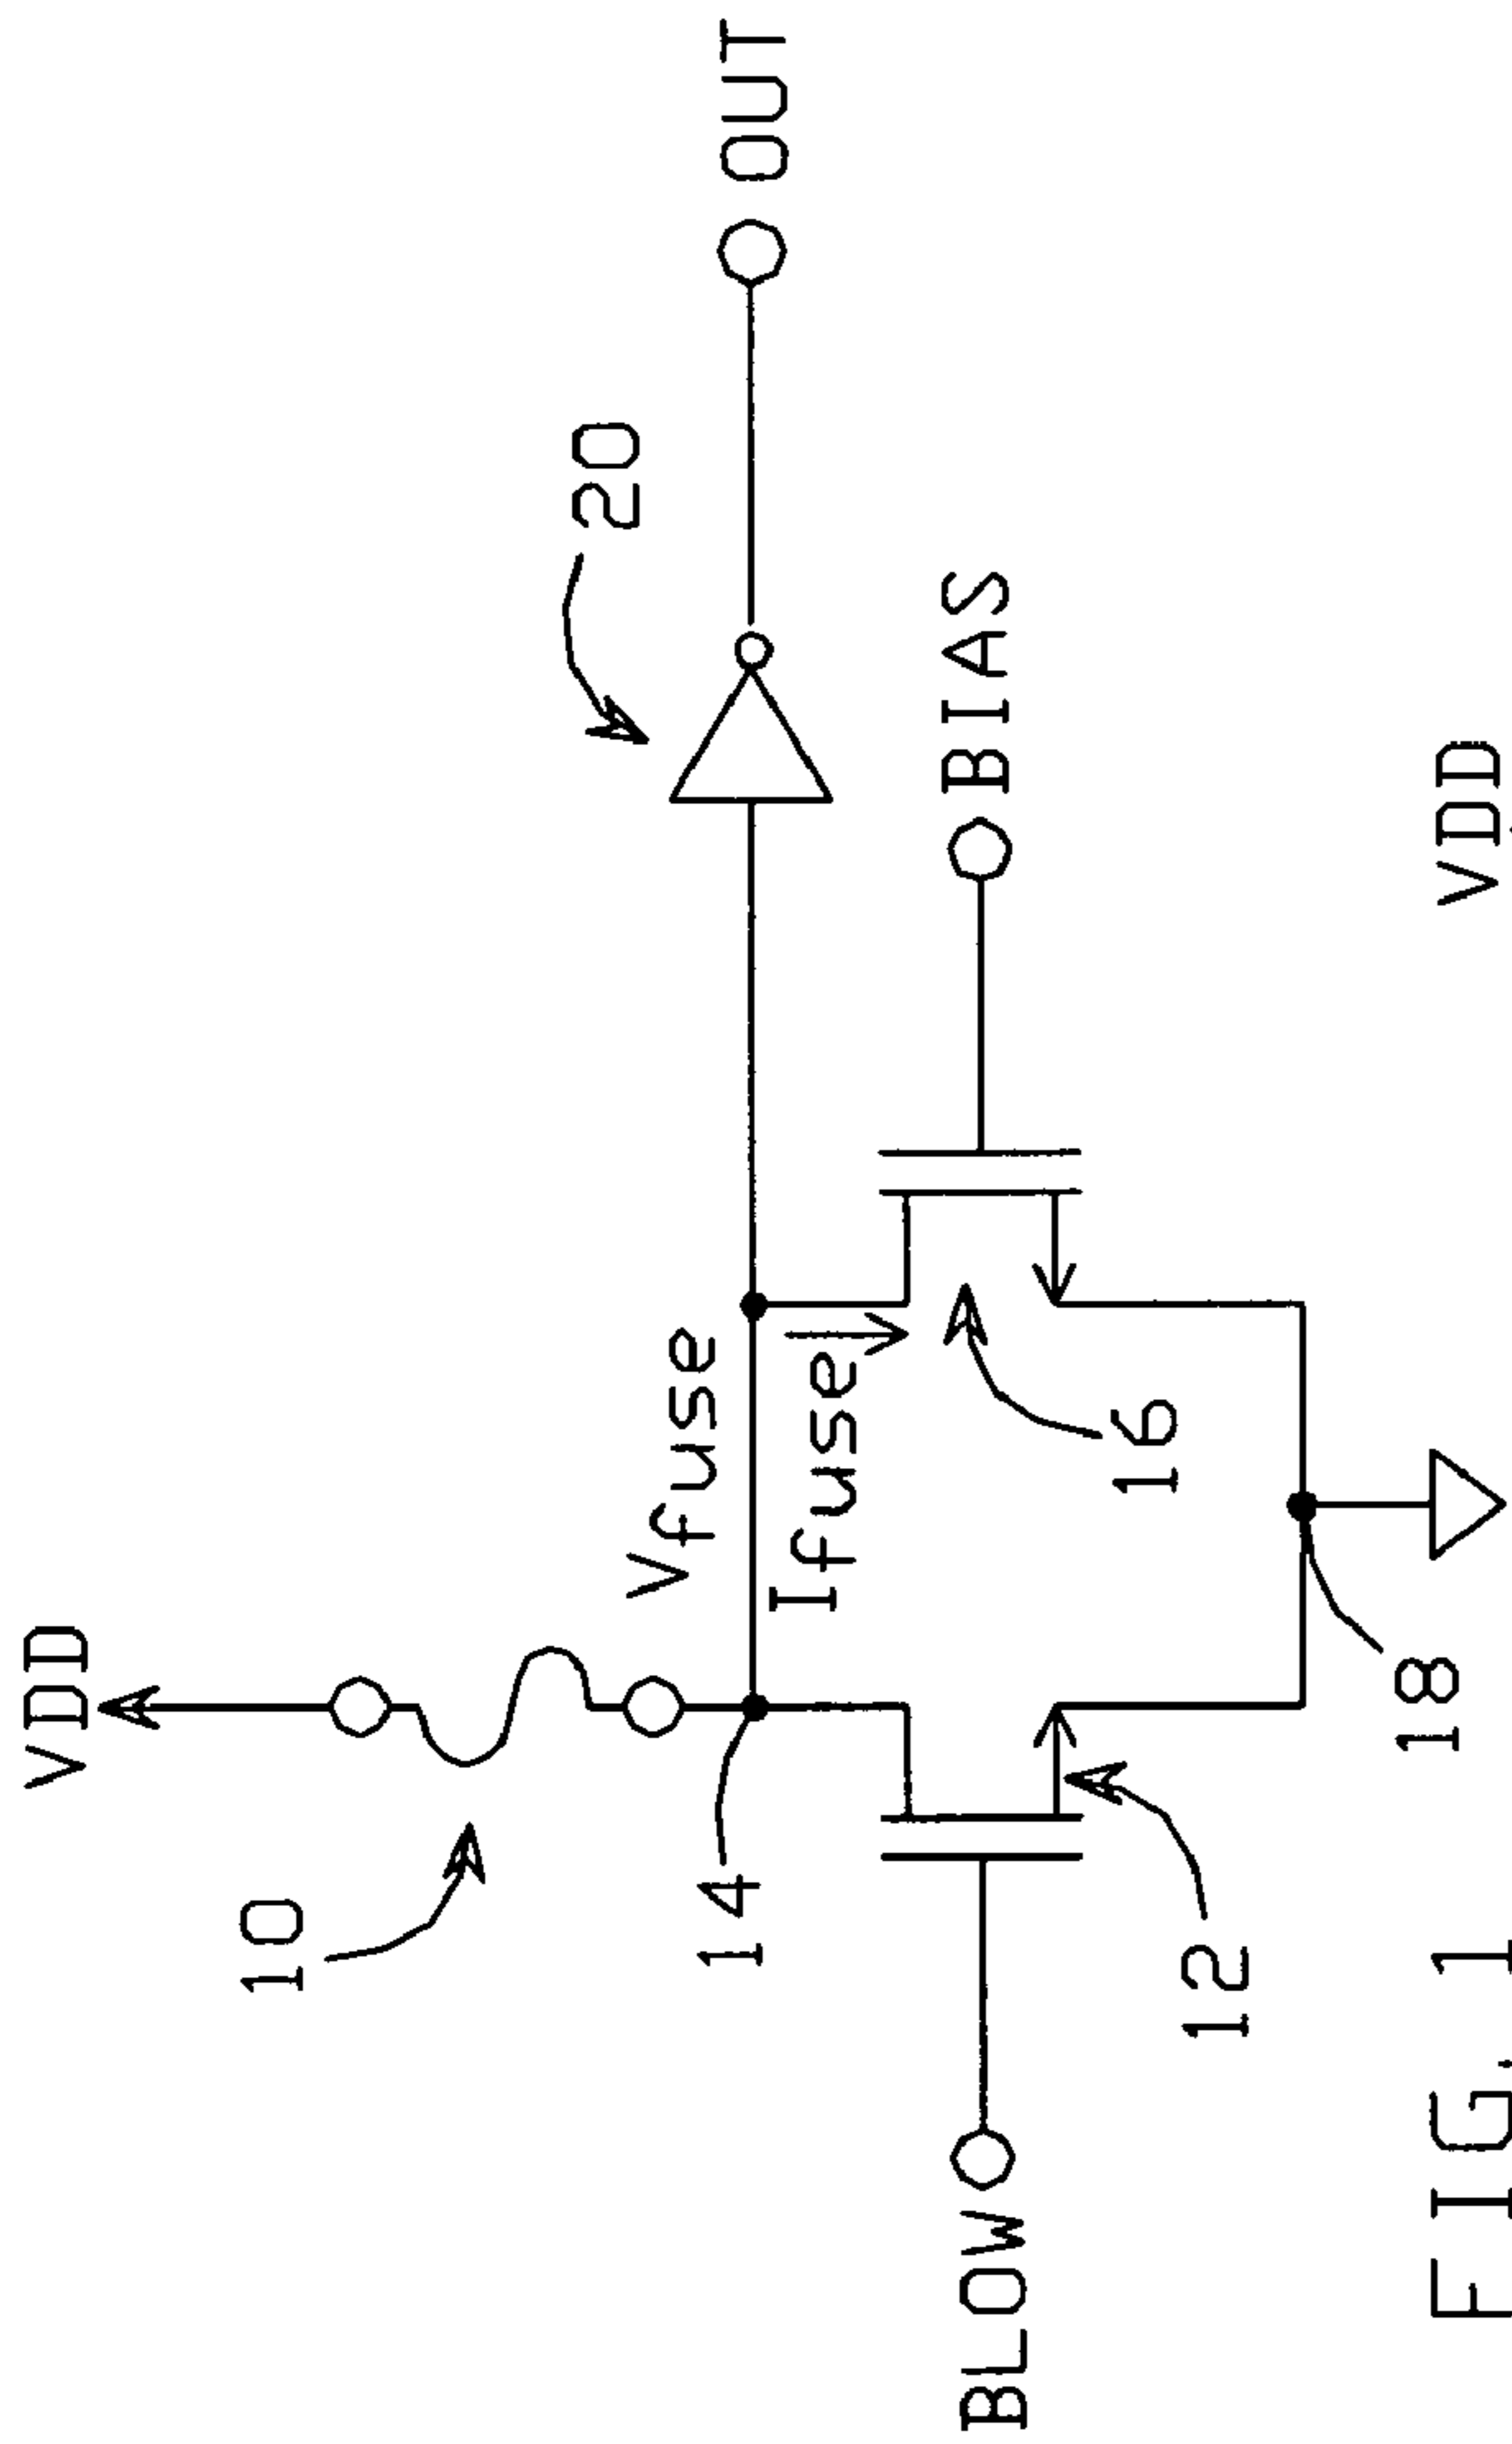 VDD
10
20
Vfuse
14
OUT
Ifuse
BLOW
BIAS
16
12
18
FIG. 1
VDD